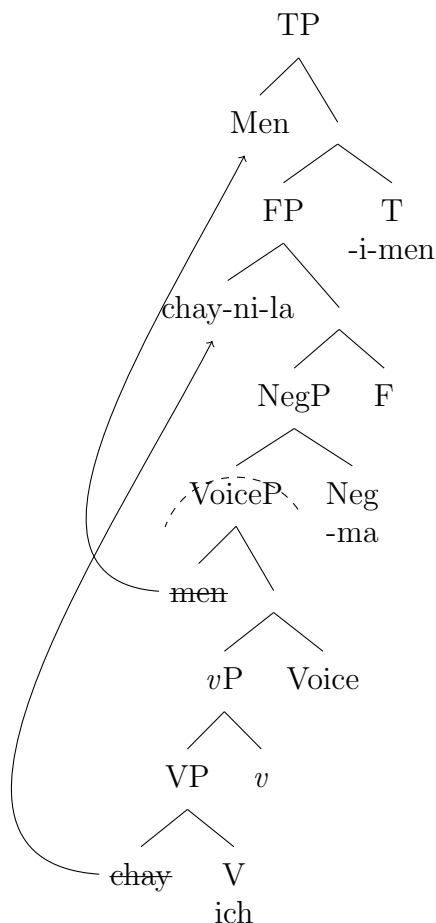 TP
Men
FP T
-i-men
chay-ni-la
NegP F
VoiceP Neg
-ma
men
vP Voice
VP v
chay V
ich